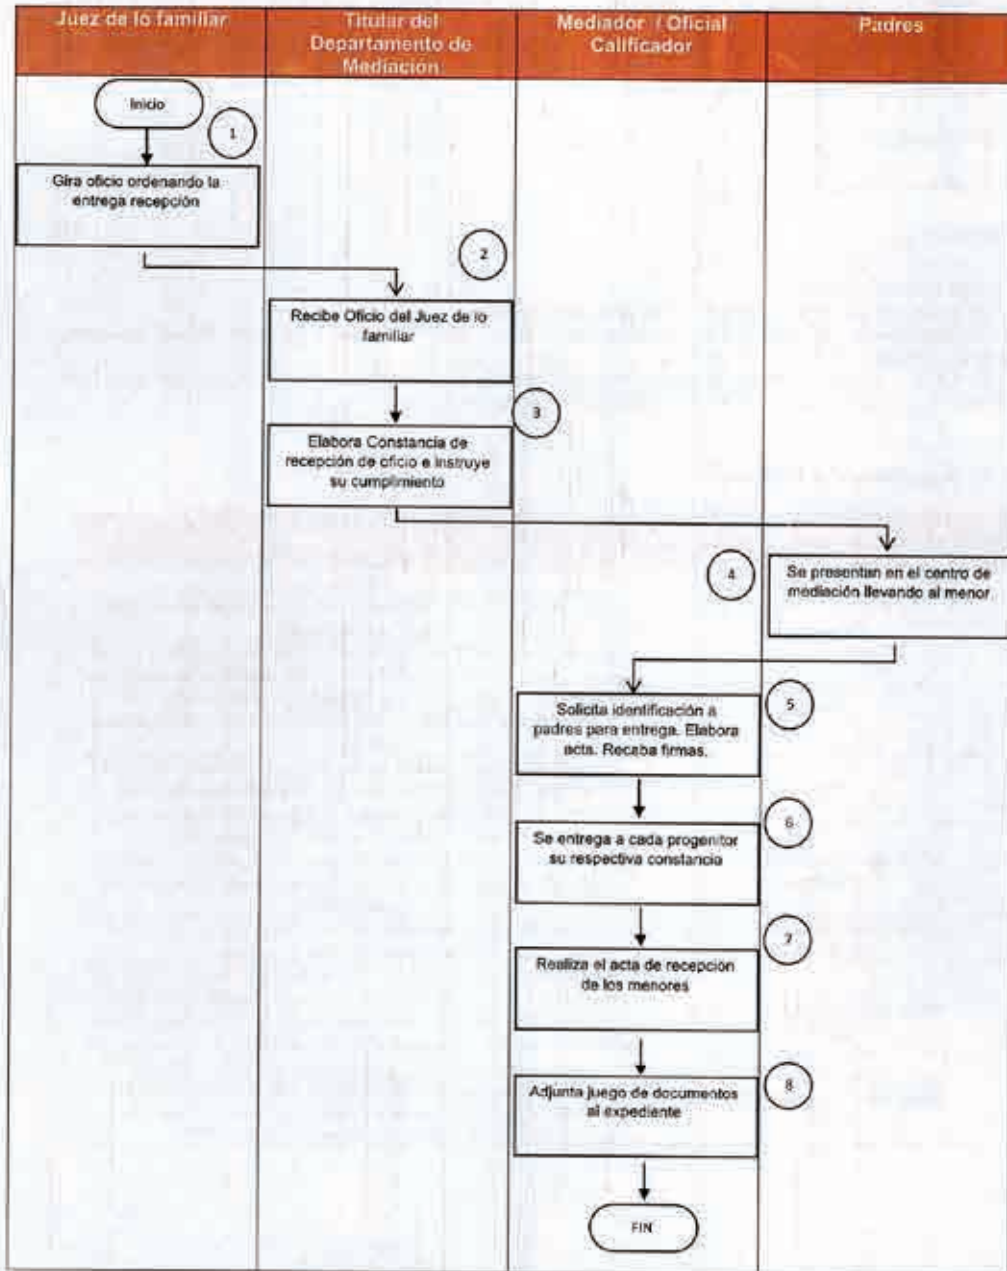 Juez de lo familiar
Titular del
Departamento de
Mediación
Mediador / Oficial
Calificador
Padres
Inicio
1
Gira oficio ordenando la
entrega recepción
2
Recibe Oficio del Juez de lo
familiar
3
Elabora Constancia de
recepción de oficio e instruye
su cumplimiento
4
Se presentan en el centro de
mediación llevando al menor
5
Solicita identificación a
padres para entrega. Elabora
acta. Recaba firmas.
6
Se entrega a cada progenitor
su respectiva constancia
7
Realiza el acta de recepción
de los menores
8
Adjunta juego de documentos
al expediente
FIN